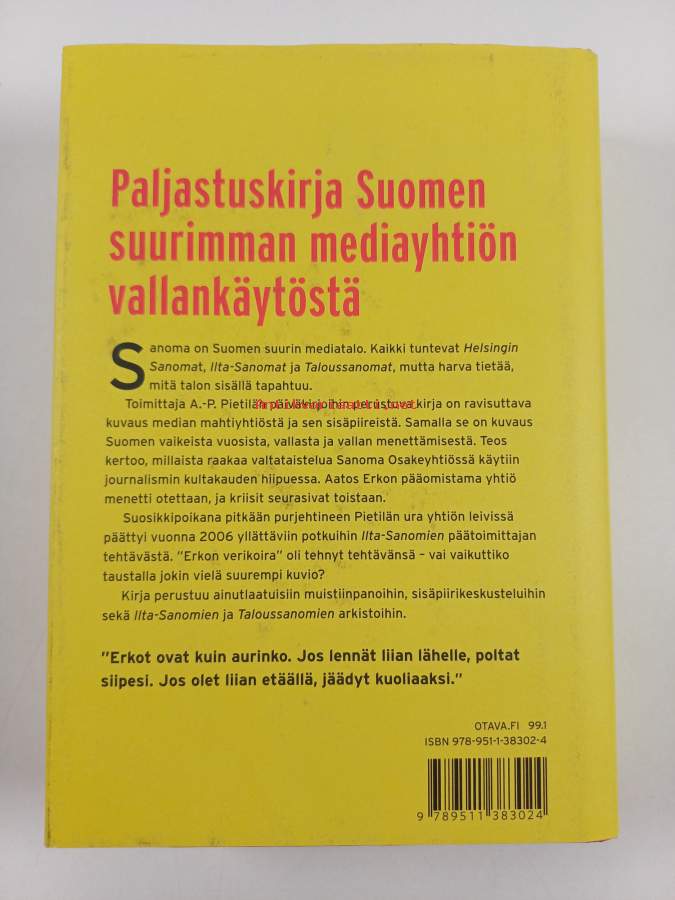 Paljastuskirja Suomen
suurimman mediayhtiön
vallankäytöstä
Sanoma on Suomen suurin mediatalo. Kaikki tuntevat Helsingin
Sanomat, Ilta-Sanomat ja Taloussanomat, mutta harva tietää,
mitä talon sisällä tapahtuu.
Toimittaja A.-P. Pietilän päiväkirjoihin perustuva kirja on ravisuttava
kuvaus median mahtiyhtiöstä ja sen sisäpiireistä. Samalla se on kuvaus
Suomen vaikeista vuosista, vallasta ja vallan menettämisestä. Teos
kertoo, millaista raakaa valtataistelua Sanoma Osakeyhtiössä käytiin
journalismin kultakauden hiipuessa. Aatos Erkon pääomistama yhtiö
menetti otettaan, ja kriisit seurasivat toistaan.
Suosikkipoikana pitkään purjehtineen Pietilän ura yhtiön leivissä
päättyi vuonna 2006 yllättäviin potkuihin Ilta-Sanomien päätoimittajan
tehtävästä. ”Erkon verikoira” oli tehnyt tehtävänsä – vai vaikuttiko
taustalla jokin vielä suurempi kuvio?
Kirja perustuu ainutlaatuisiin muistiinpanoihin, sisäpiirikeskusteluihin
sekä Ilta-Sanomien ja Taloussanomien arkistoihin.
”Erkot ovat kuin aurinko. Jos lennät liian lähelle, poltat
siipesi. Jos olet liian etäällä, jäädyt kuoliaaksi.”
OTAVA.FI 99.1
ISBN 978-951-1-38302-4
9 789511 383024